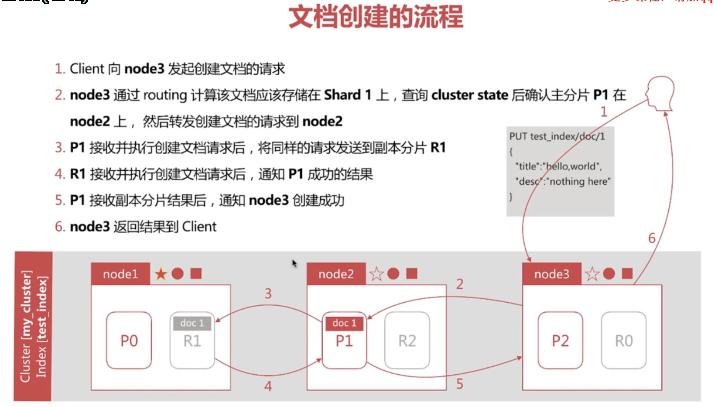 文档创建的流程
1. Client 向 node3 发起创建文档的请求
2. node3 通过 routing 计算该文档应该存储在 Shard 1 上，查询 cluster state 后确认主分片 P1 在
node2 上， 然后转发创建文档的请求到 node2
3. P1 接收并执行创建文档请求后，将同样的请求发送到副本分片 R1
4. R1 接收并执行创建文档请求后，通知 P1 成功的结果
5. P1 接收副本分片结果后，通知 node3 创建成功
6. node3 返回结果到 Client
1
PUT test_index/doc/1
{
"title":"hello,world",
"desc":"nothing here"
}
6
Cluster [my_cluster]
Index [test_index]
node1
node2
node3
3
2
doc 1
doc 1
P0
R1
P1
R2
P2
R0
4
5